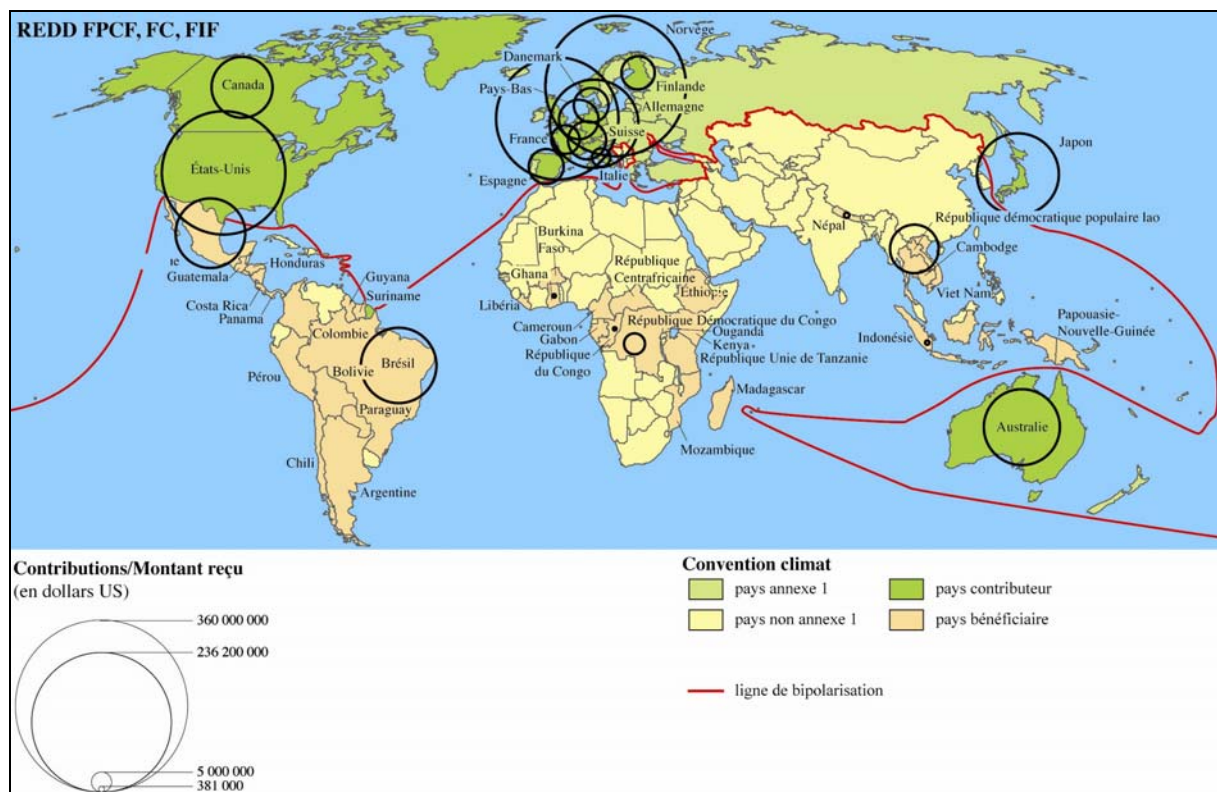 REDD FPCF, FC, FIF
Norvège
Danemark
Canada
Pays-Bas
Finlande
Allemagne
France
Suisse
Japon
États-Unis
Espagne
Italie
République démocratique populaire lao
Népal
Burkina
Faso
Cambodge
Honduras
Guatemala
Guyana
Ghana
République
Centrafricaine
Éthiopie
Suriname
Viet Nam
Costa Rica
Panama
Libéria
Papouasie-
Nouvelle-Guinée
Colombie
Cameroun
République Démocratique du Congo
Gabon
Ouganda
Indonésie
Kenya
République
du Congo
République Unie de Tanzanie
Brésil
Bolivie
Pérou
Madagascar
Paraguay
Australie
Mozambique
Chili
Argentine
Contributions/Montant reçu
(en dollars US)
360 000 000
236 200 000
5 000 000
381 000
Convention climat
pays annexe 1
pays contributeur
pays non annexe 1
pays bénéficiaire
ligne de bipolarisation